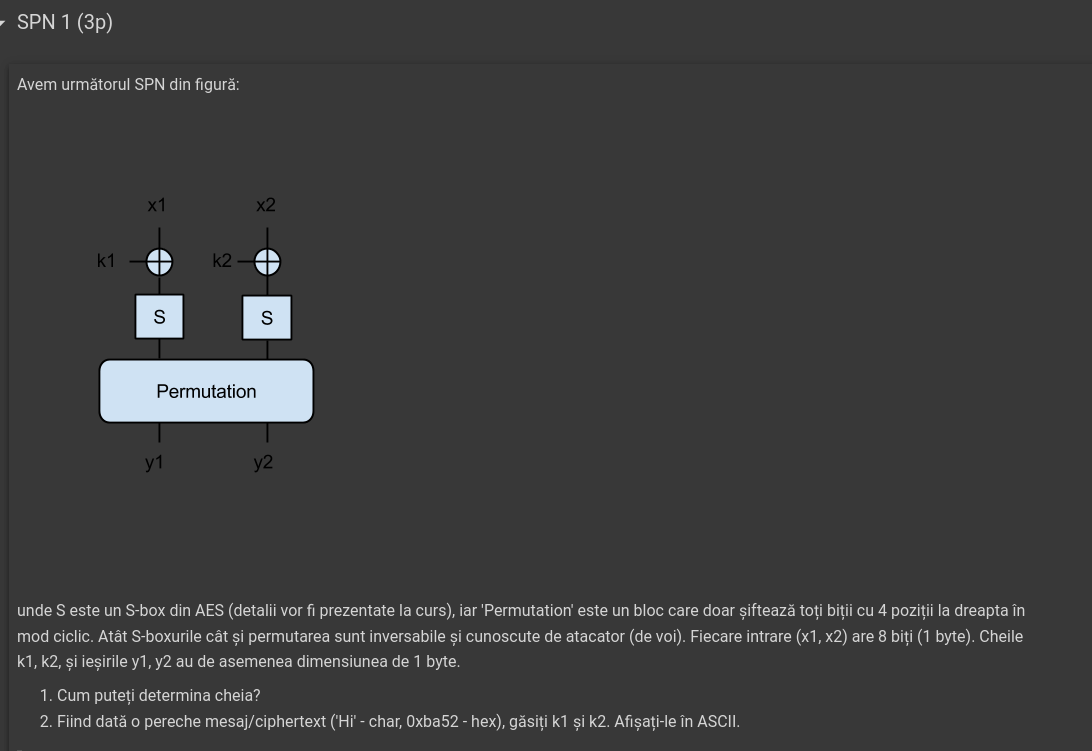 SPN 1 (3p)
Avem următorul SPN din figură:
x1 x2
k1 k2
S S
Permutation
y1 y2
unde S este un S-box din AES (detalii vor fi prezentate la curs), iar 'Permutation' este un bloc care doar șiftează toți biții cu 4 poziții la dreapta în
mod ciclic. Atât S-boxurile cât și permutarea sunt inversabile și cunoscute de atacator (de voi). Fiecare intrare (x1, x2) are 8 biți (1 byte). Cheile
k1, k2, și ieșirile y1, y2 au de asemenea dimensiunea de 1 byte.
1. Cum puteți determina cheia?
2. Fiind dată o pereche mesaj/ciphertext ('Hi' - char, 0xba52 - hex), găsiți k1 și k2. Afișați-le în ASCII.